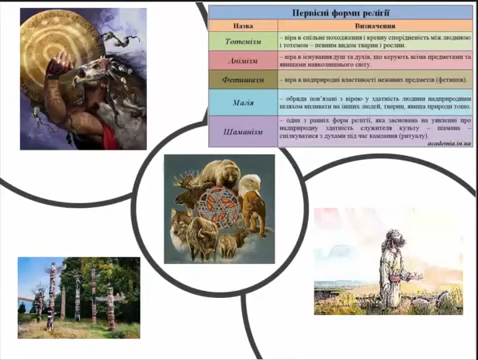 Первісні форми релігії
Назва
Визначення
Тотемізм
– віра в спільне походження і кревну спорідненість між людиною
і тотемом – певним видом тварин і рослин.
Анімізм
– віра в існування душ та духів, що керують всіма предметами та
явищами навколишнього світу.
Фетишизм
– віра в надприродні властивості неживих предметів (фетишів).
Магія
– обряди пов'язані з вірою у здатність людини надприродним
шляхом впливати на інших людей, тварин, явища природи тощо.
Шаманізм
– одна з ранніх форм релігії, яка заснована на уявленні про
надприродну здатність служителя культу – шамана –
спілкуватися з духами під час камлання (ритуалу).
academia.in.ua